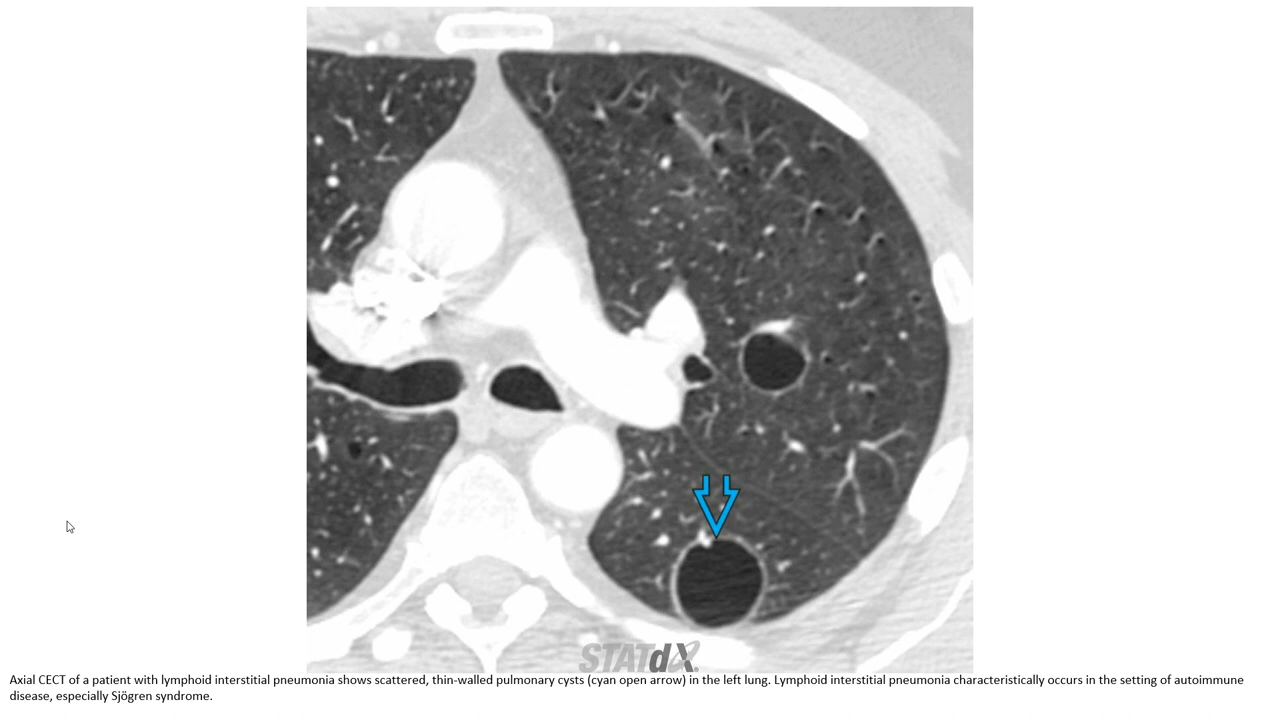 STATdX
Axial CECT of a patient with lymphoid interstitial pneumonia shows scattered, thin-walled pulmonary cysts (cyan open arrow) in the left lung. Lymphoid interstitial pneumonia characteristically occurs in the setting of autoimmune
disease, especially Sjögren syndrome.